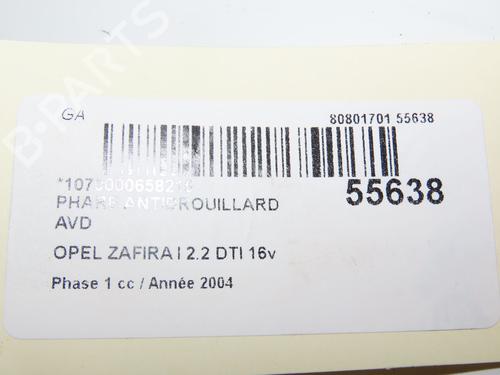 GA
80801701 55638
PHARE ANTIBROUILLARD
55638
AVD
OPEL ZAFIRA I 2.2 DTI 16v
Phase 1 cc / Année 2004
B-PARTS